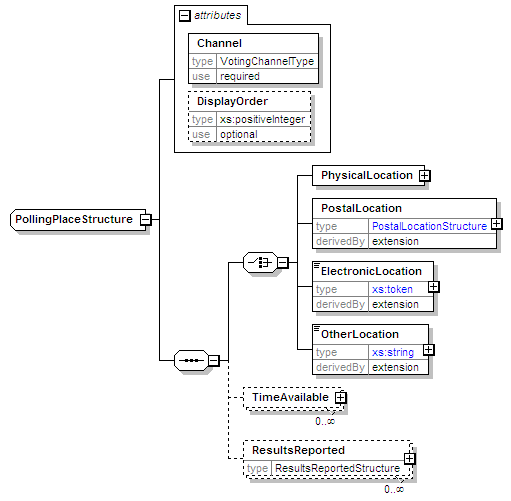 attributes
Channel
type VotingChannelType
use required
DisplayOrder
type xs:positiveInteger
use optional
PollingPlaceStructure
PhysicalLocation
PostalLocation
type PostalLocationStructure
derivedBy extension
ElectronicLocation
type xs:token
derivedBy extension
OtherLocation
type xs:string
derivedBy extension
TimeAvailable
0..∞
ResultsReported
type ResultsReportedStructure
0..∞